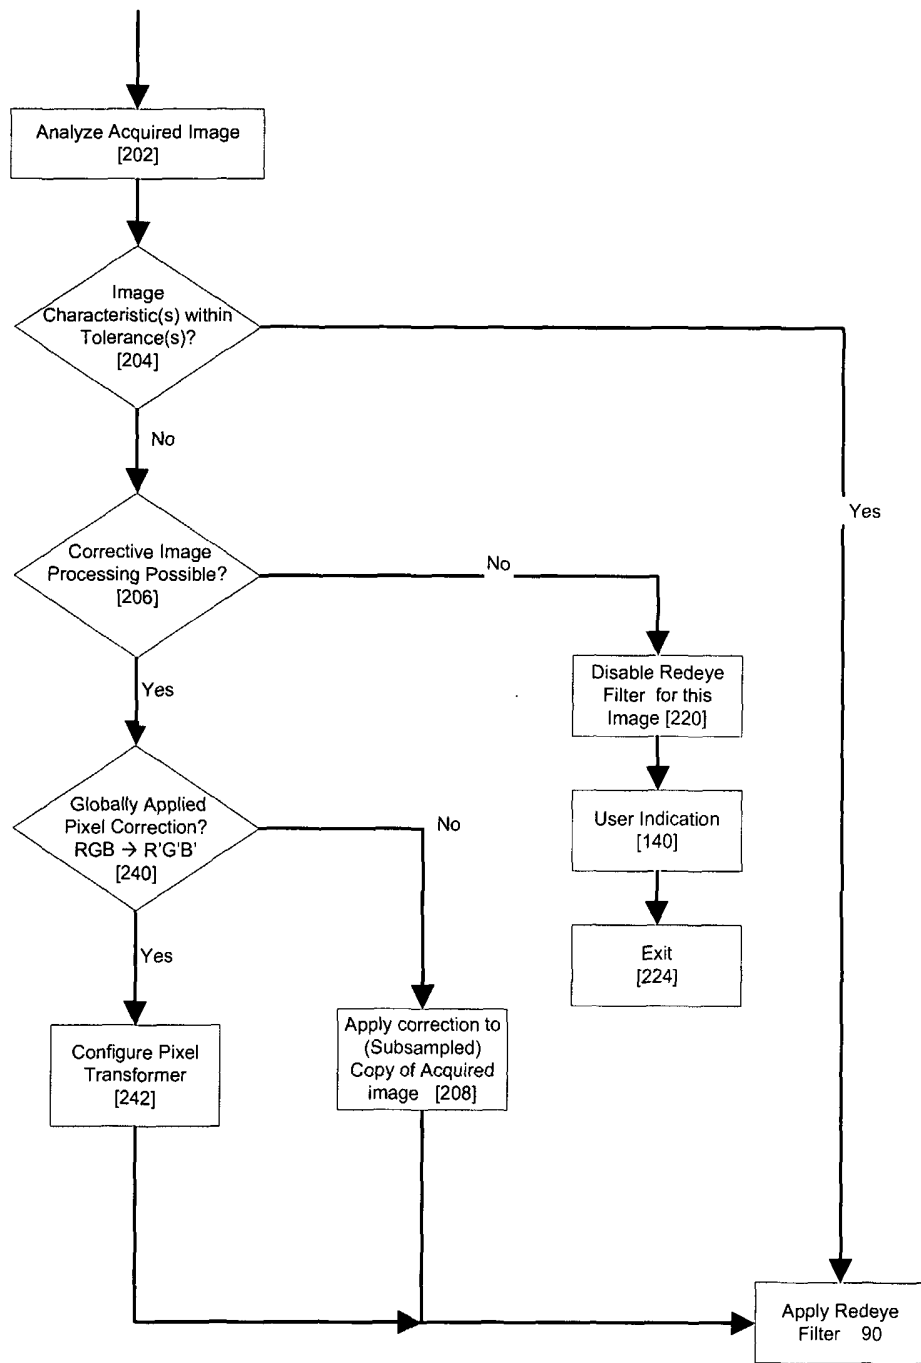 Analyze Acquired Image
[202]
Image
Characteristic(s) within
Tolerance(s)?
[204]
No
Yes
Corrective Image
Processing Possible?
[206]
No
Yes
Disable Redeye
Filter for this
Image [220]
User Indication
[140]
Exit
[224]
Globally Applied
Pixel Correction?
RGB → R'G'B'
[240]
No
Yes
Configure Pixel
Transformer
[242]
Apply correction to
(Subsampled)
Copy of Acquired
image [208]
Apply Redeye
Filter 90